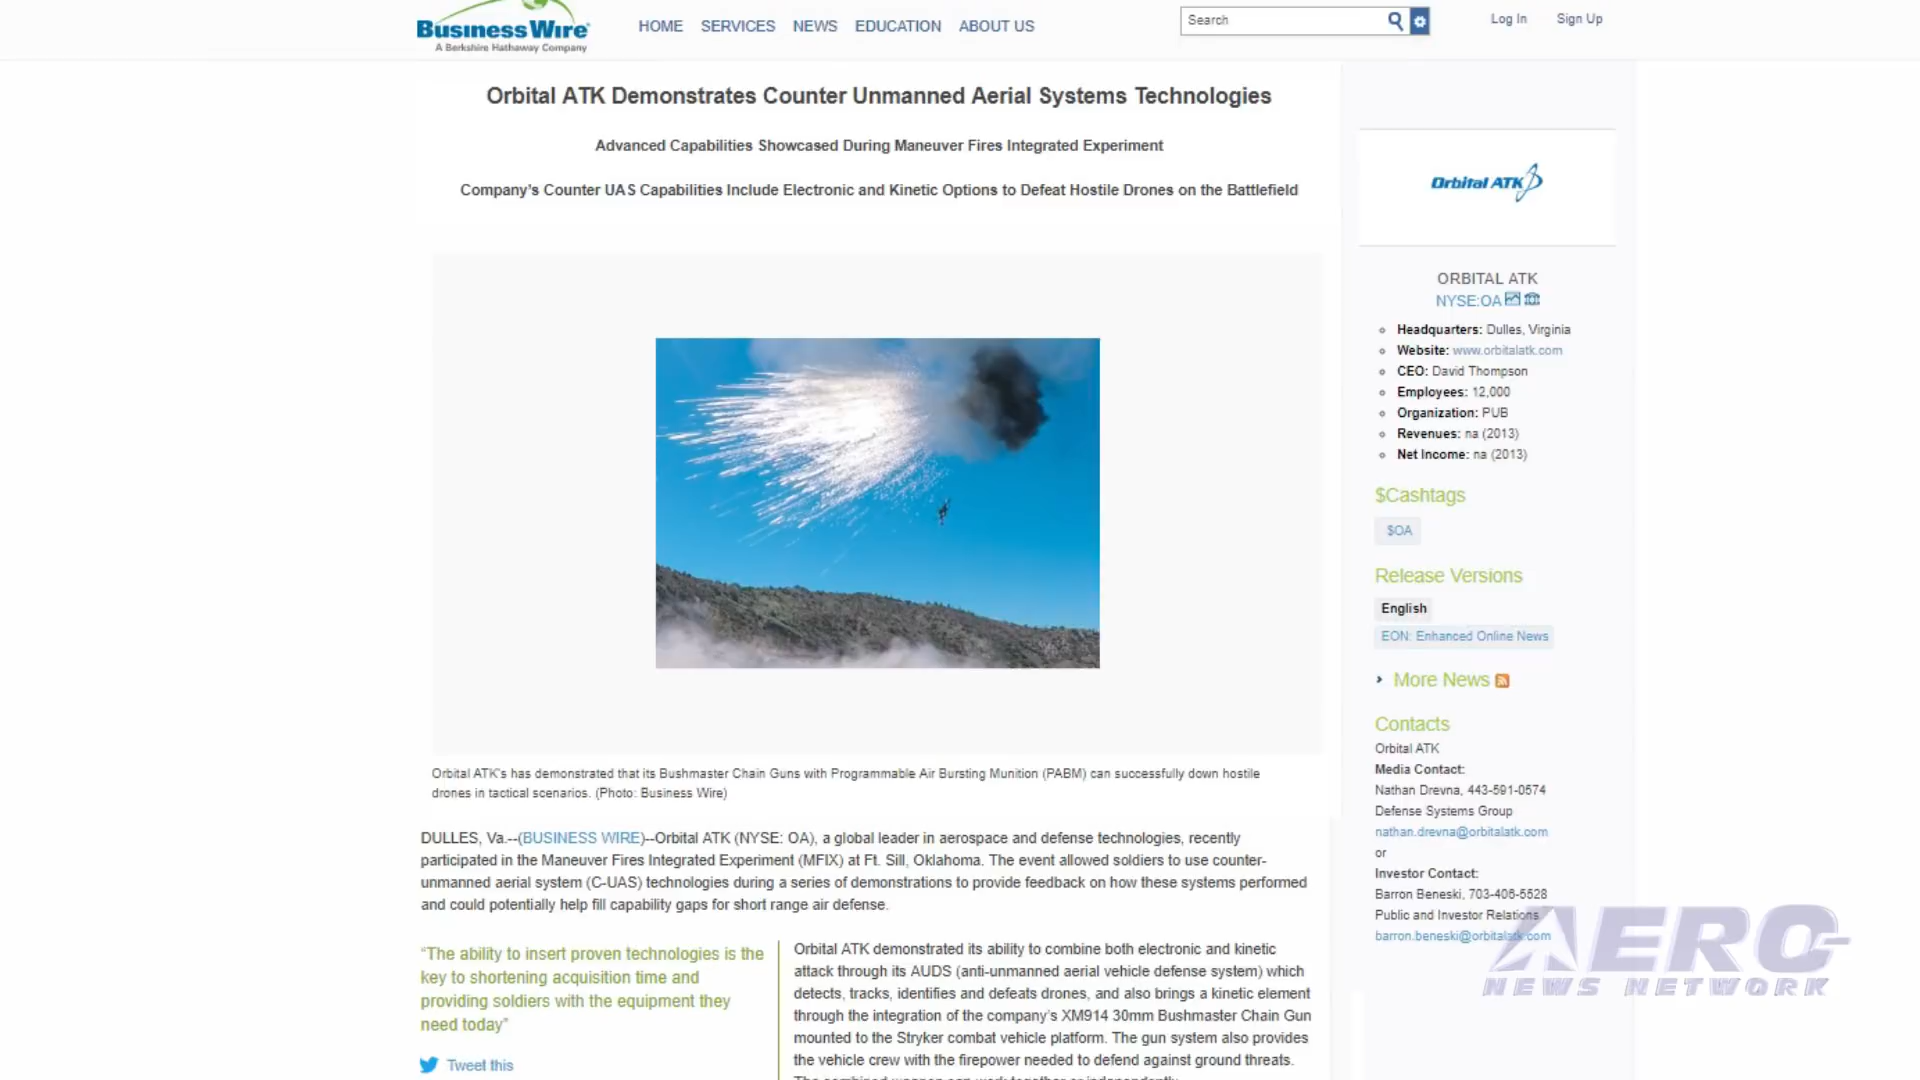 BusinessWire
A Berkshire Hathaway Company
HOME SERVICES NEWS EDUCATION ABOUT US
Search
Log In Sign Up
Orbital ATK Demonstrates Counter Unmanned Aerial Systems Technologies
Advanced Capabilities Showcased During Maneuver Fires Integrated Experiment
Company's Counter UAS Capabilities Include Electronic and Kinetic Options to Defeat Hostile Drones on the Battlefield
Orbital ATK's has demonstrated that its Bushmaster Chain Guns with Programmable Air Bursting Munition (PABM) can successfully down hostile
drones in tactical scenarios. (Photo: Business Wire)
DULLES, Va.--(BUSINESS WIRE)--Orbital ATK (NYSE: OA), a global leader in aerospace and defense technologies, recently
participated in the Maneuver Fires Integrated Experiment (MFIX) at Ft. Sill, Oklahoma. The event allowed soldiers to use counter-
unmanned aerial system (C-UAS) technologies during a series of demonstrations to provide feedback on how these systems performed
and could potentially help fill capability gaps for short range air defense.
“The ability to insert proven technologies is the
key to shortening acquisition time and
providing soldiers with the equipment they
need today”
Tweet this
Orbital ATK demonstrated its ability to combine both electronic and kinetic
attack through its AUDS (anti-unmanned aerial vehicle defense system) which
detects, tracks, identifies and defeats drones, and also brings a kinetic element
through the integration of the company's XM914 30mm Bushmaster Chain Gun
mounted to the Stryker combat vehicle platform. The gun system also provides
the vehicle crew with the firepower needed to defend against ground threats.
The combined weapon can work together or independently
Orbital ATK
ORBITAL ATK
NYSE:OA
Headquarters: Dulles, Virginia
Website: www.orbitalatk.com
CEO: David Thompson
Employees: 12,000
Organization: PUB
Revenues: na (2013)
Net Income: na (2013)
$Cashtags
$OA
Release Versions
English
EON: Enhanced Online News
More News
Contacts
Orbital ATK
Media Contact:
Nathan Drevna, 443-591-0574
Defense Systems Group
nathan.drevna@orbitalatk.com
or
Investor Contact:
Barron Beneski, 703-406-5528
Public and Investor Relations
barron.beneski@orbitalatk.com
AERO-
NEWS NETWORK